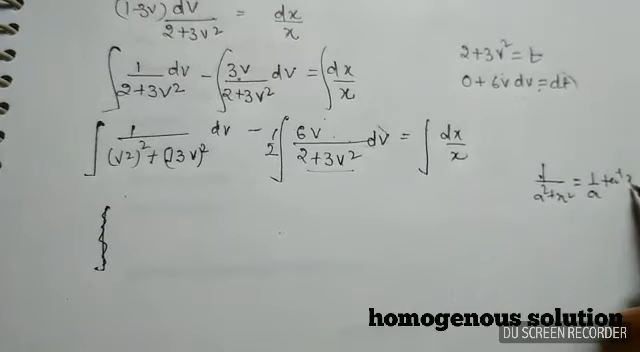 (1-3v) dv/2+3v² = dx/x
∫ 1/2+3v² dv - ∫ 3v/2+3v² dv = ∫ dx/x
2+3v² = t
0+6v dv = dt
∫ 1/(√2)²+(√3v)² dv - 1/2 ∫ 6v/2+3v² dv = ∫ dx/x
1/a²+x² = 1/a tan⁻¹
∫
homogenous solution
DU SCREEN RECORDER